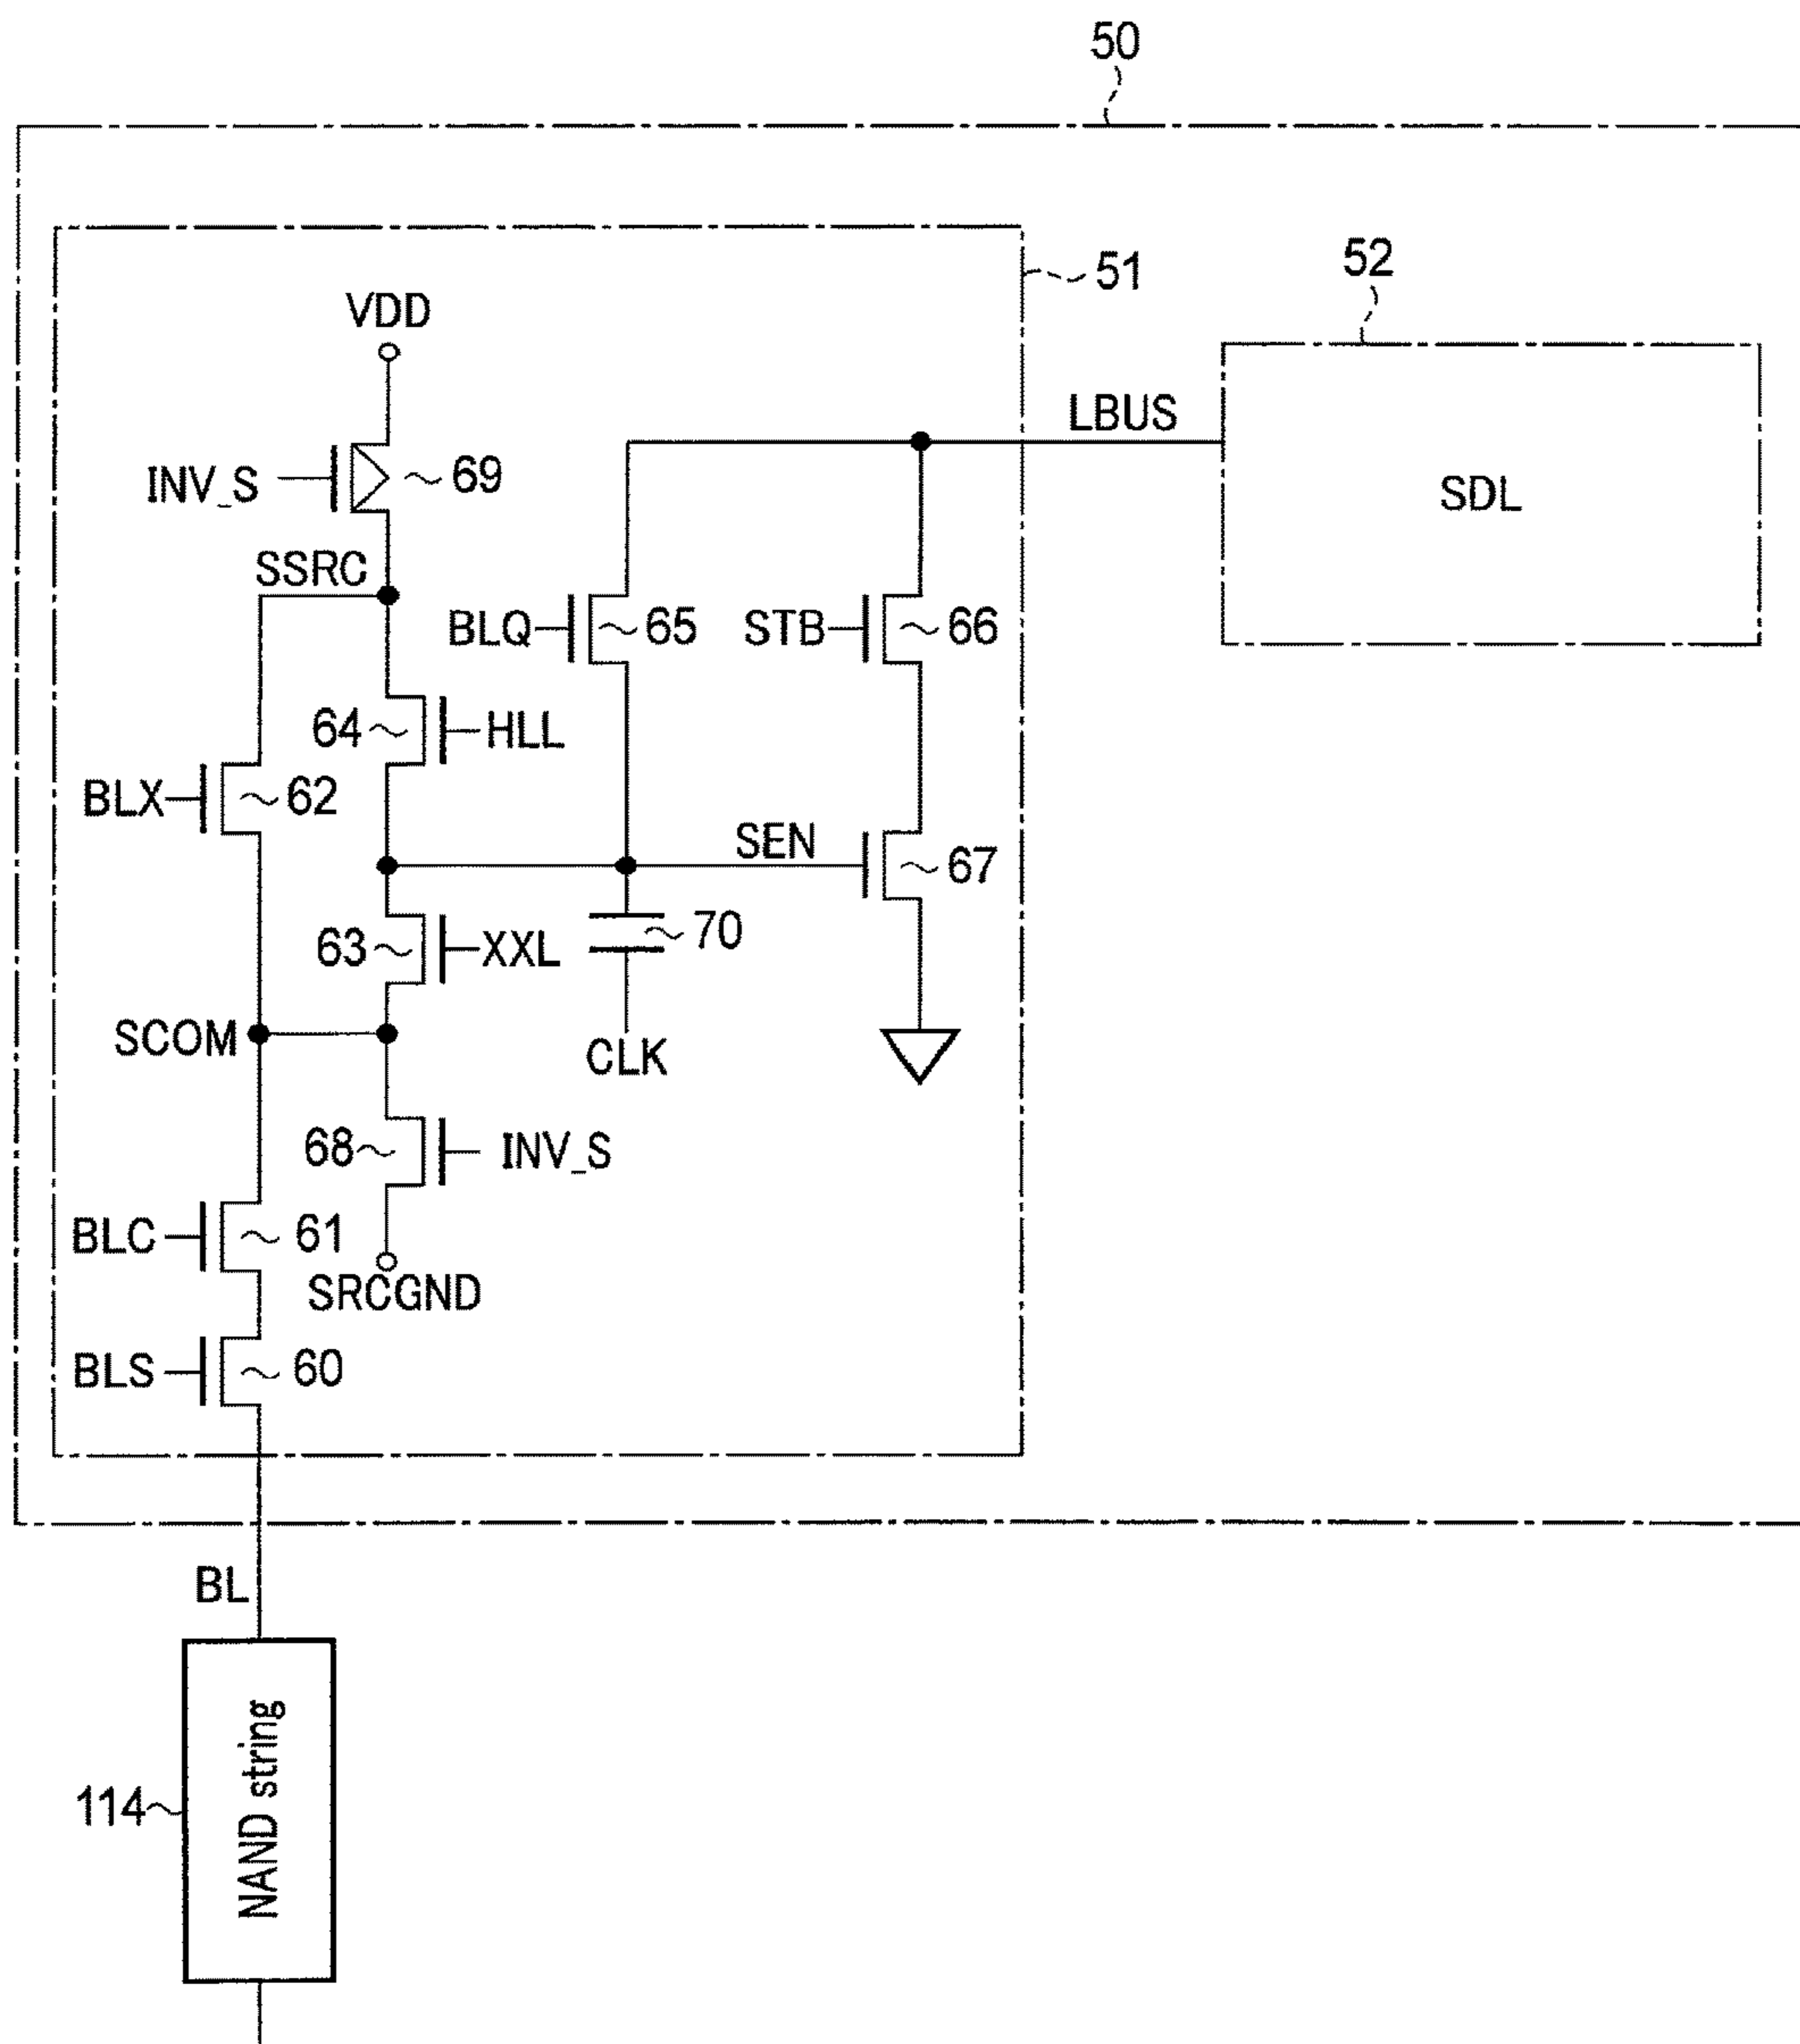 50
51
52
VDD
LBUS
INV_S
69
SDL
SSRC
BLQ
65
STB
66
64
HLL
BLX
62
SEN
67
63
XXL
70
SCOM
CLK
68
INV_S
BLC
61
SRCGND
BLS
60
BL
114
NAND string